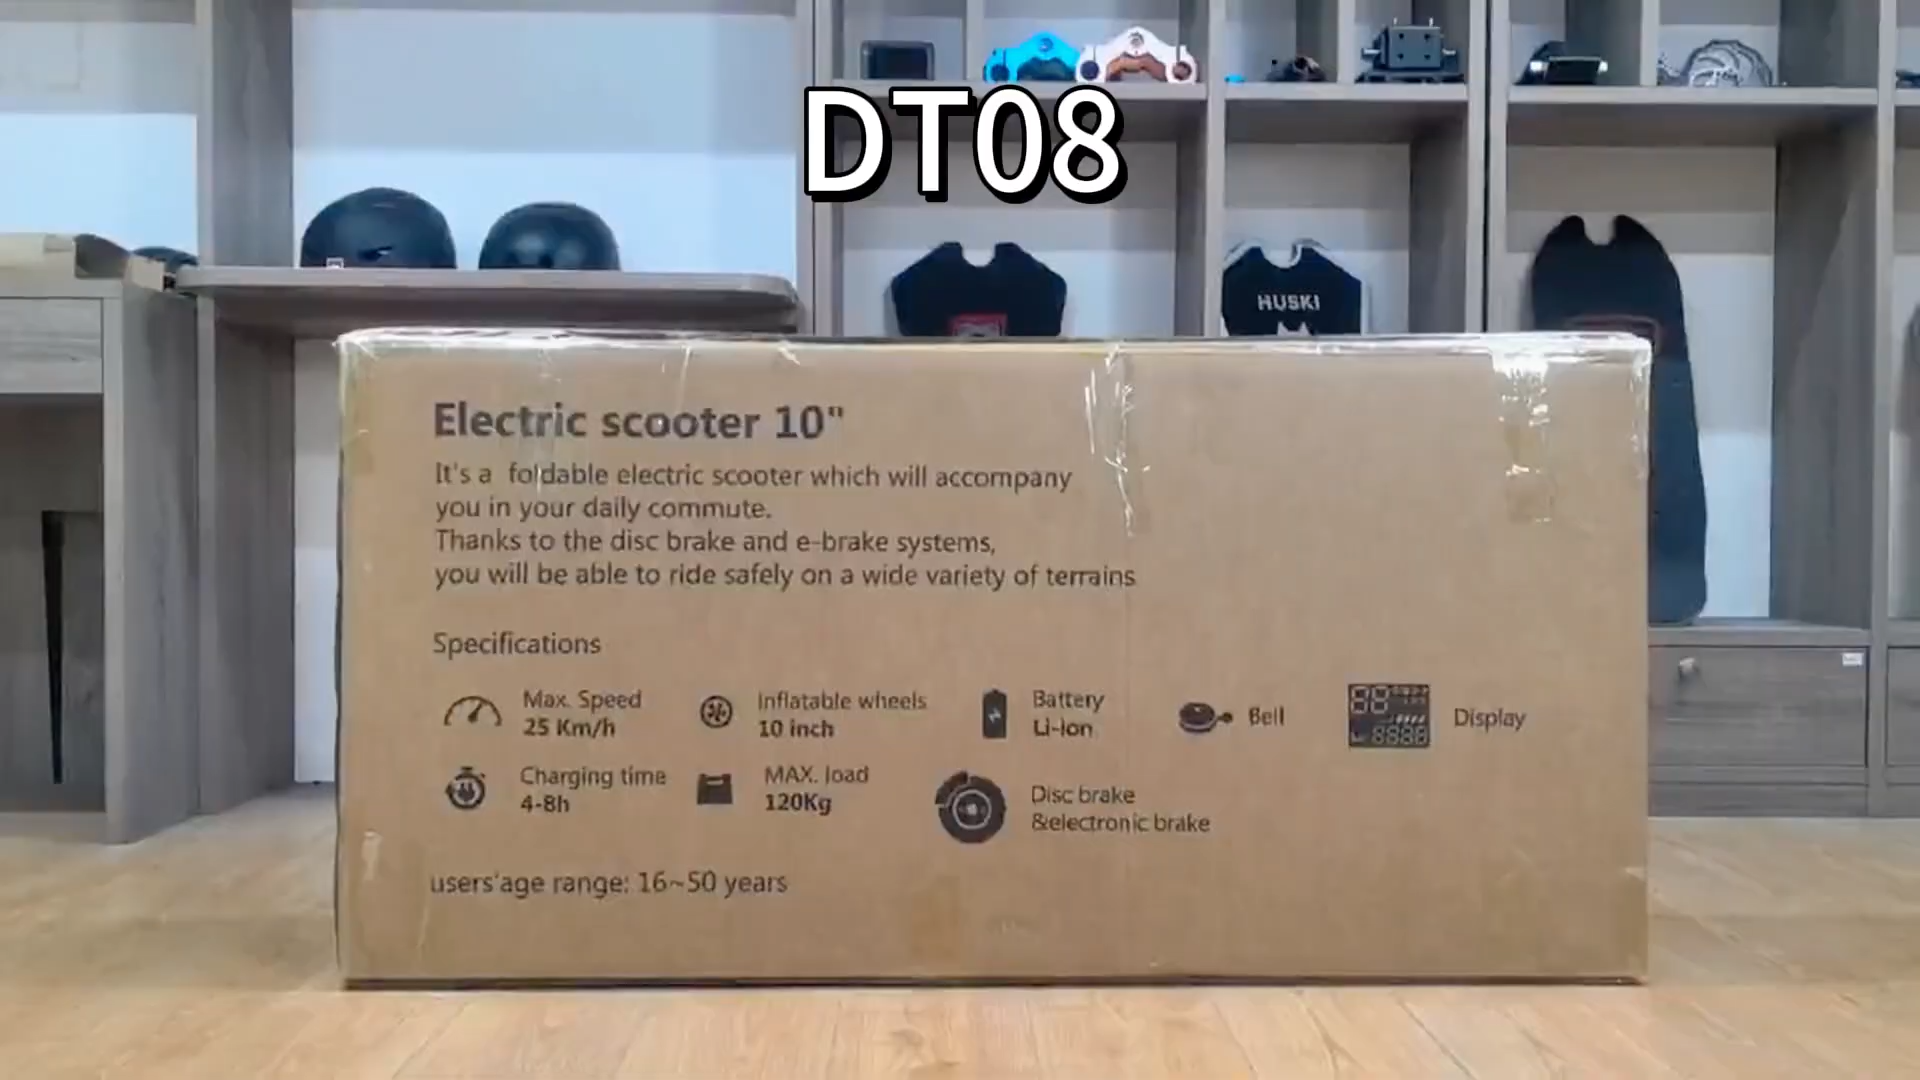 DT08
HUSKI
Electric scooter 10"
It's a foldable electric scooter which will accompany
you in your daily commute.
Thanks to the disc brake and e-brake systems,
you will be able to ride safely on a wide variety of terrains
Specifications
Max. Speed
25 Km/h
Inflatable wheels
10 inch
Battery
Li-ion
Bell
Display
Charging time
4-8h
MAX. load
120Kg
Disc brake
&electronic brake
users'age range: 16~50 years